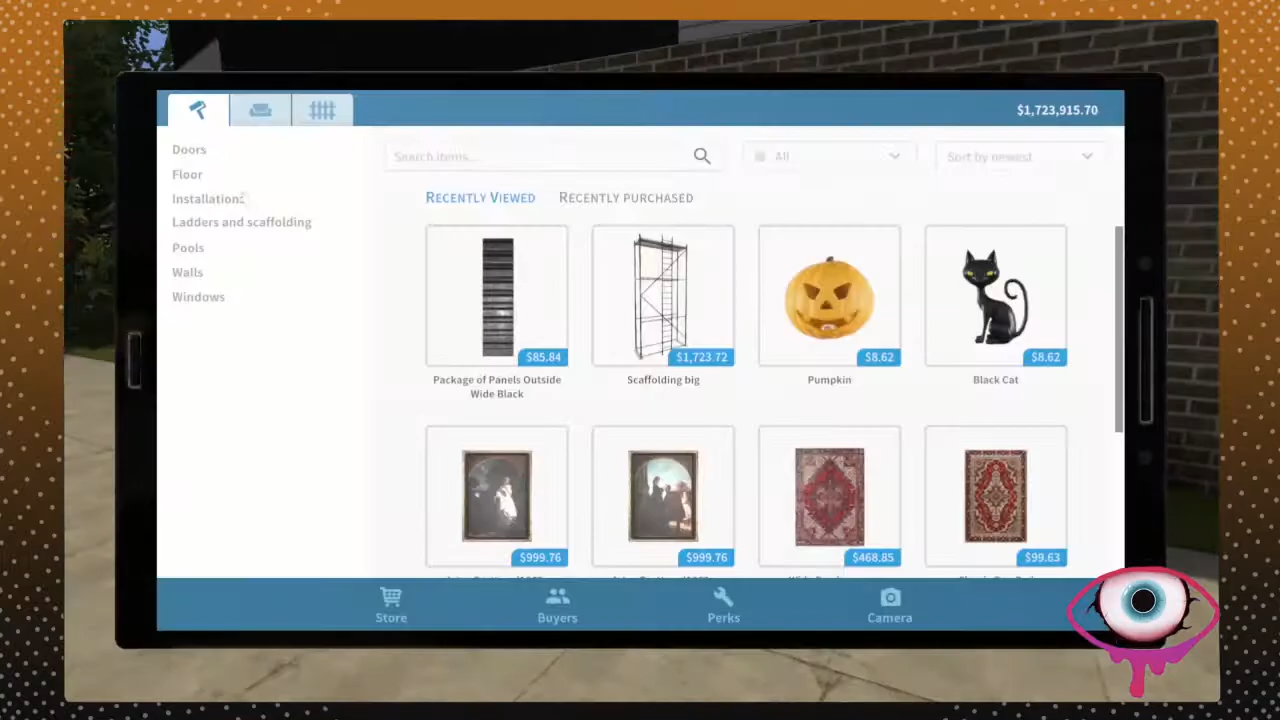 $1,723,915.70
Doors
Floor
Installations
Ladders and scaffolding
Pools
Walls
Windows
Search items...
All
Sort by newest
RECENTLY VIEWED
RECENTLY PURCHASED
$85.84
$1,723.72
$8.62
$8.62
Package of Panels Outside
Wide Black
Scaffolding big
Pumpkin
Black Cat
$999.76
$999.76
$468.85
$99.63
Store
Buyers
Perks
Camera